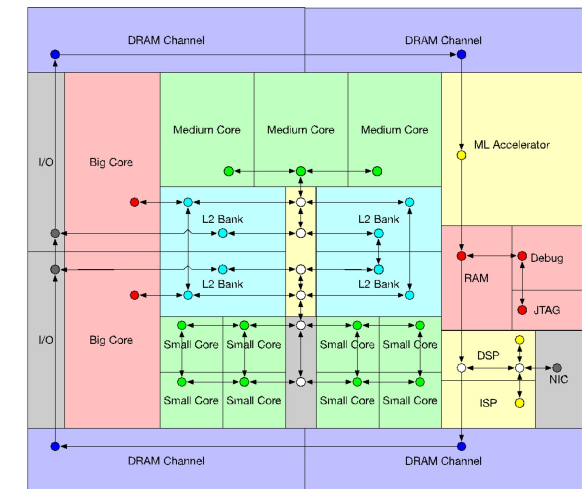 DRAM Channel
DRAM Channel
Medium Core
Medium Core
Medium Core
ML Accelerator
I/O
Big Core
L2 Bank
L2 Bank
RAM
Debug
L2 Bank
L2 Bank
JTAG
I/O
Big Core
Small Core
Small Core
Small Core
Small Core
DSP
NIC
Small Core
Small Core
Small Core
Small Core
ISP
DRAM Channel
DRAM Channel